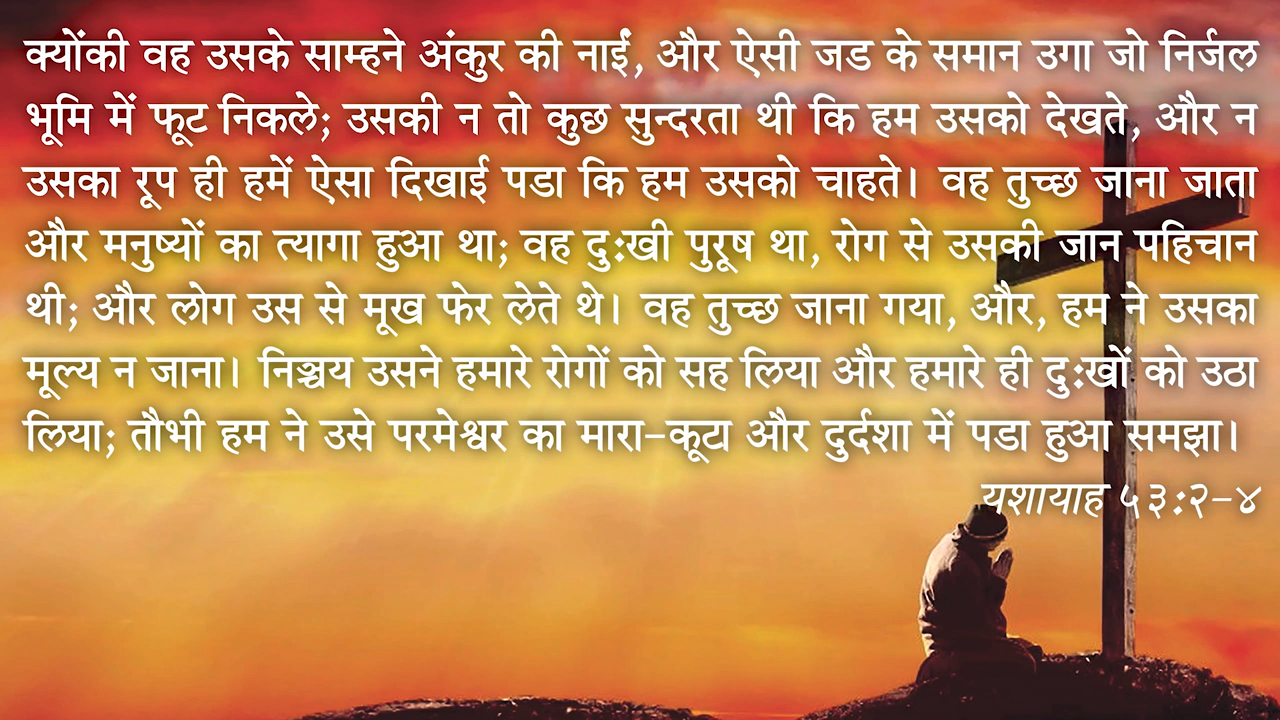 क्योंकी वह उसके साम्हने अंकुर की नाईं, और ऐसी जड के समान उगा जो निर्जल
भूमि में फूट निकले; उसकी न तो कुछ सुन्दरता थी कि हम उसको देखते, और न
उसका रूप ही हमें ऐसा दिखाई पडा कि हम उसको चाहते। वह तुच्छ जाना जाता
और मनुष्यों का त्यागा हुआ था; वह दुःखी पुरूष था, रोग से उसकी जान पहिचान
थी; और लोग उस से मूख फेर लेते थे। वह तुच्छ जाना गया, और, हम ने उसका
मूल्य न जाना। निश्चय उसने हमारे रोगों को सह लिया और हमारे ही दुःखों को उठा
लिया; तौभी हम ने उसे परमेश्वर का मारा-कूटा और दुर्दशा में पडा हुआ समझा।
यशायाह ५३:२-४